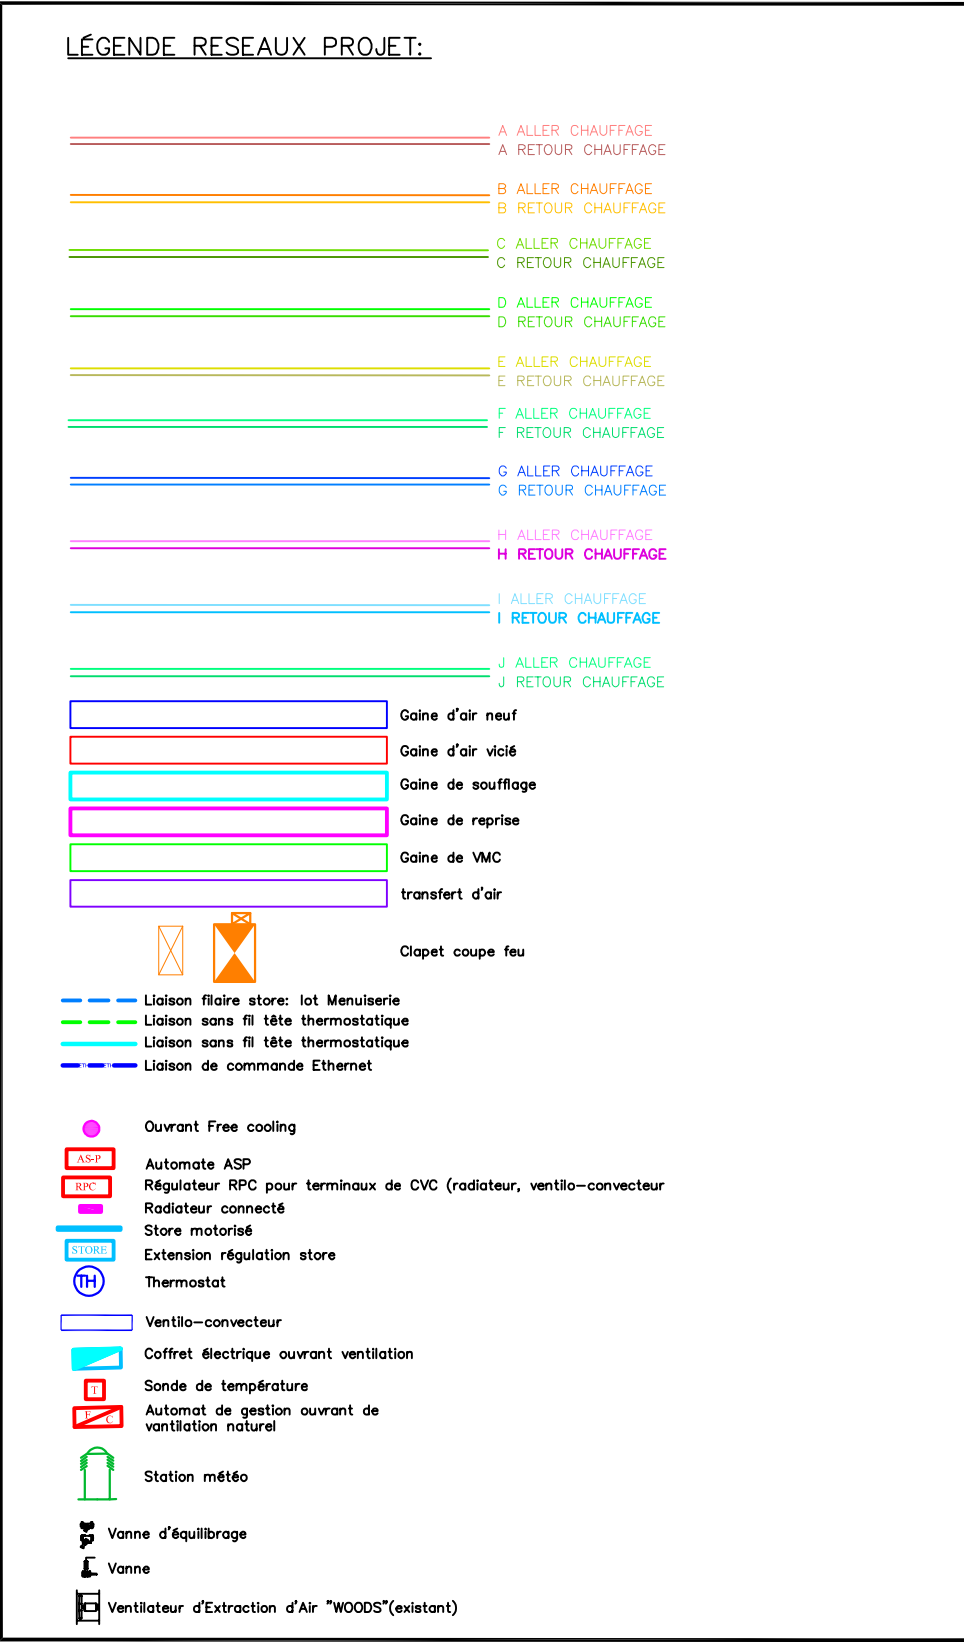 LÉGENDE RESEAUX PROJET:
A ALLER CHAUFFAGE
A RETOUR CHAUFFAGE
B ALLER CHAUFFAGE
B RETOUR CHAUFFAGE
C ALLER CHAUFFAGE
C RETOUR CHAUFFAGE
D ALLER CHAUFFAGE
D RETOUR CHAUFFAGE
E ALLER CHAUFFAGE
E RETOUR CHAUFFAGE
F ALLER CHAUFFAGE
F RETOUR CHAUFFAGE
G ALLER CHAUFFAGE
G RETOUR CHAUFFAGE
H ALLER CHAUFFAGE
H RETOUR CHAUFFAGE
I ALLER CHAUFFAGE
I RETOUR CHAUFFAGE
J ALLER CHAUFFAGE
J RETOUR CHAUFFAGE
Gaine d'air neuf
Gaine d'air vicié
Gaine de soufflage
Gaine de reprise
Gaine de VMC
transfert d'air
Clapet coupe feu
Liaison filaire store: lot Menuiserie
Liaison sans fil tête thermostatique
Liaison sans fil tête thermostatique
Liaison de commande Ethernet
Ouvrant Free cooling
AS-P Automate ASP
RPC Régulateur RPC pour terminaux de CVC (radiateur, ventilo-convecteur
Radiateur connecté
Store motorisé
STORE Extension régulation store
TH Thermostat
Ventilo-convecteur
Coffret électrique ouvrant ventilation
T Sonde de température
F C Automat de gestion ouvrant de
vantilation naturel
Station météo
Vanne d'équilibrage
Vanne
Ventilateur d'Extraction d'Air "WOODS"(existant)